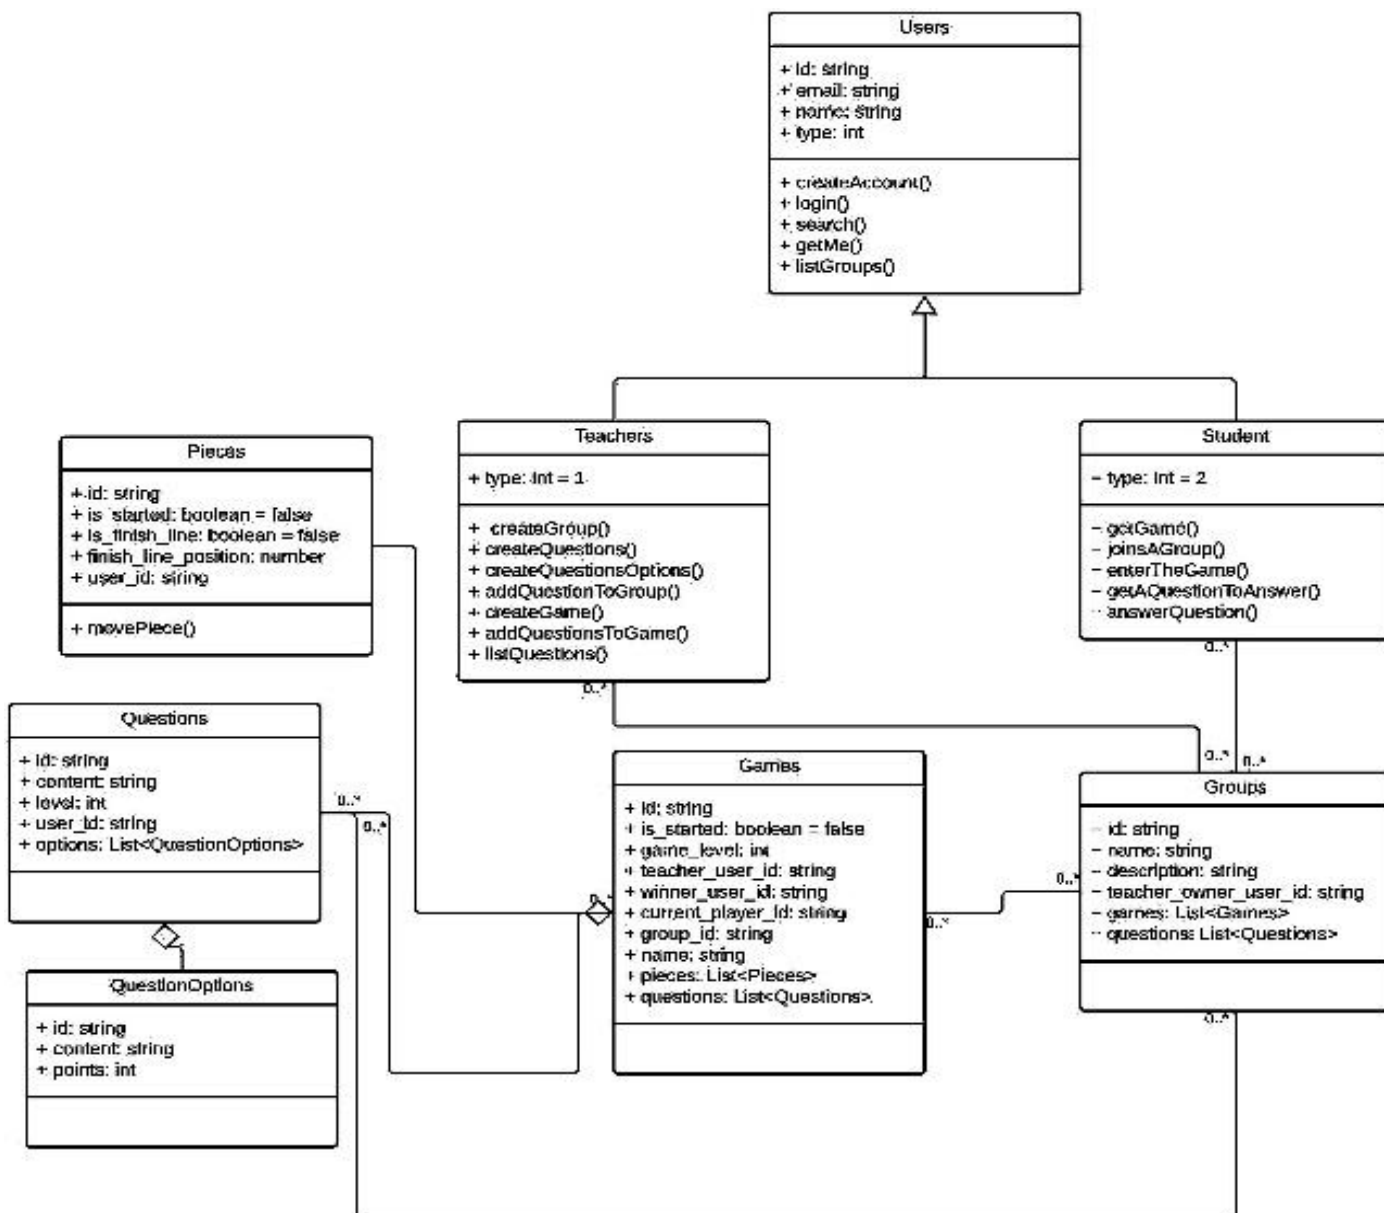 Users
+ id: string
+ email: string
+ name: string
+ type: int
+ createAccount()
+ login()
+ search()
+ getMe()
+ listGroups()
Teachers
+ type: int = 1
+ createGroup()
+ createQuestions()
+ createQuestionsOptions()
+ addQuestionToGroup()
+ createGame()
+ addQuestionsToGame()
+ listQuestions()
0..*
Student
- type: int = 2
- getGame()
- joinsAGroup()
- enterTheGame()
- getAQuestionToAnswer()
- answerQuestion()
0..*
Pieces
+ id: string
+ is_started: boolean = false
+ is_finish_line: boolean = false
+ finish_line_position: number
+ user_id: string
+ movePiece()
Questions
+ id: string
+ content: string
+ level: int
+ user_id: string
+ options: List<QuestionOptions>
0..*
0..*
QuestionOptions
+ id: string
+ content: string
+ points: int
Games
+ id: string
+ is_started: boolean = false
+ game_level: int
+ teacher_user_id: string
+ winner_user_id: string
+ current_player_id: string
+ group_id: string
+ name: string
+ pieces: List<Pieces>
+ questions: List<Questions>
0..*
0..*
0..*
0..*
Groups
- id: string
- name: string
- description: string
- teacher_owner_user_id: string
- games: List<Games>
- questions: List<Questions>
0..*
0..*